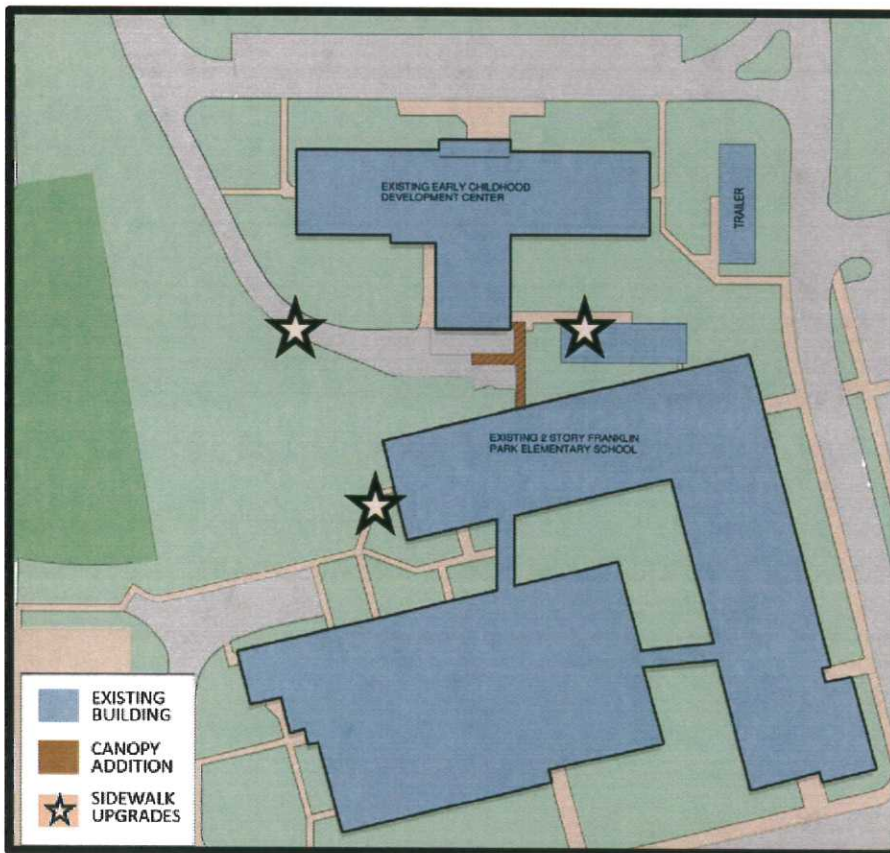 EXISTING EARLY CHILDHOOD
DEVELOPMENT CENTER
TRAILER
EXISTING 2 STORY FRANKLIN
PARK ELEMENTARY SCHOOL
EXISTING
BUILDING
CANOPY
ADDITION
SIDEWALK
UPGRADES